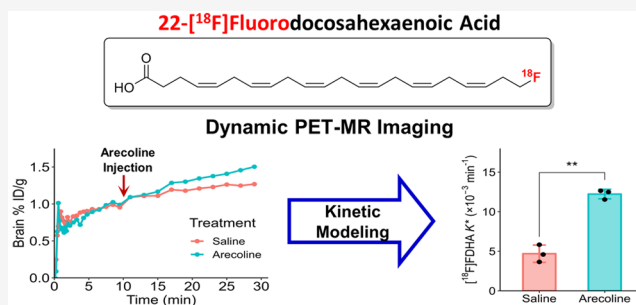 22-[¹⁸F]Fluorodocosahexaenoic Acid
O
HO
¹⁸F
Dynamic PET-MR Imaging
Arecoline
Injection
Brain % ID/g
1.5
1.0
0.5
0.0
Treatment
Saline
Arecoline
0 5 10 15 20 25 30
Time (min)
Kinetic
Modeling
[¹⁸F]FDHA K* (×10⁻³ min⁻¹)
**
15
10
5
0
Saline Arecoline